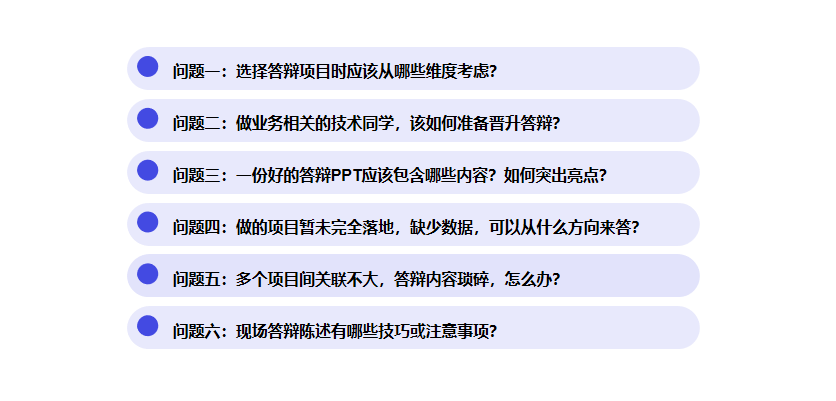 问题一：选择答辩项目时应该从哪些维度考虑？
问题二：做业务相关的技术同学，该如何准备晋升答辩？
问题三：一份好的答辩PPT应该包含哪些内容？如何突出亮点？
问题四：做的项目暂未完全落地，缺少数据，可以从什么方向来答？
问题五：多个项目间关联不大，答辩内容琐碎，怎么办？
问题六：现场答辩陈述有哪些技巧或注意事项？